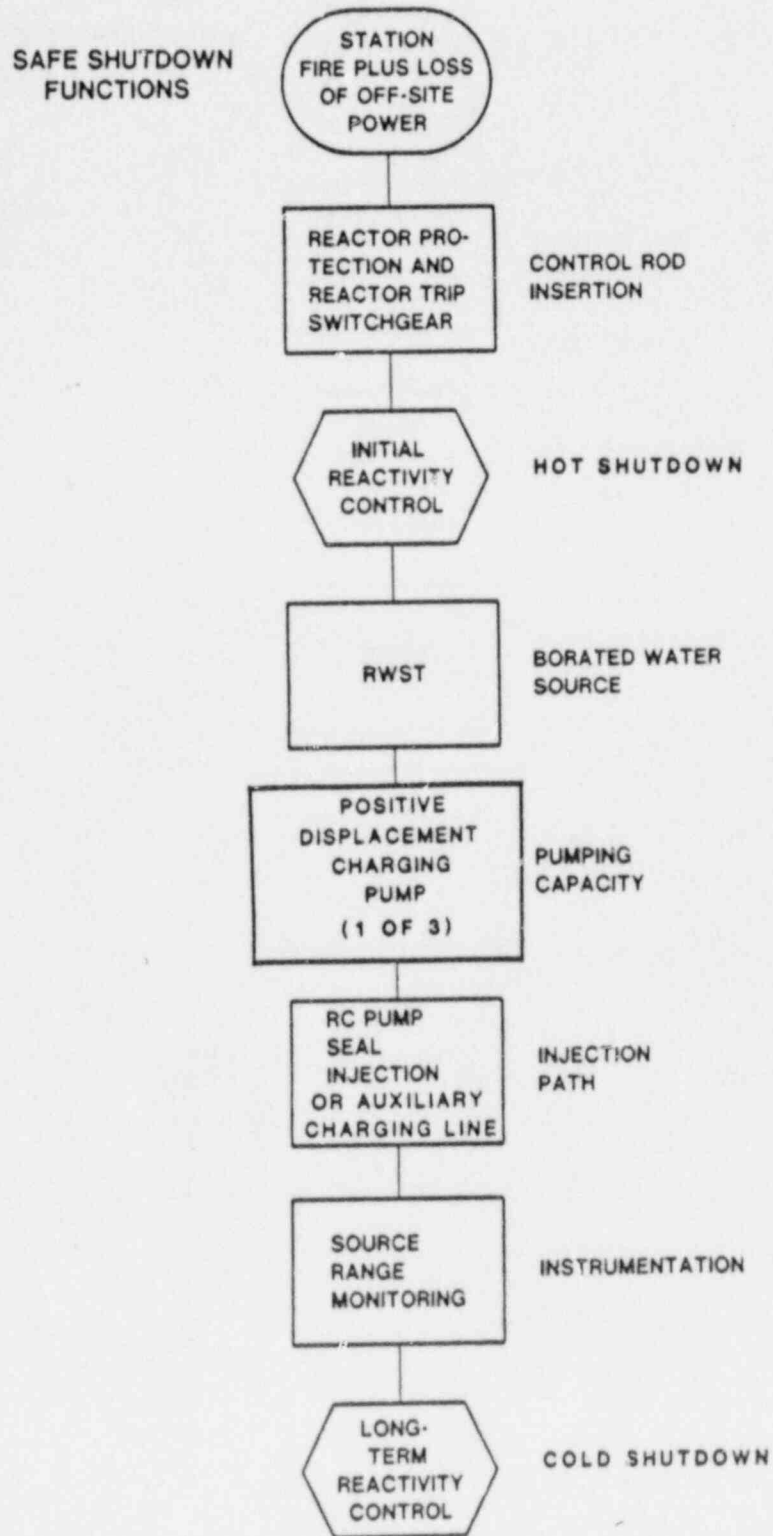 SAFE SHUTDOWN
FUNCTIONS
STATION
FIRE PLUS LOSS
OF OFF-SITE
POWER
REACTOR PRO-
TECTION AND
REACTOR TRIP
SWITCHGEAR
CONTROL ROD
INSERTION
INITIAL
REACTIVITY
CONTROL
HOT SHUTDOWN
RWST
BORATED WATER
SOURCE
POSITIVE
DISPLACEMENT
CHARGING
PUMP
(1 OF 3)
PUMPING
CAPACITY
RC PUMP
SEAL
INJECTION
OR AUXILIARY
CHARGING LINE
INJECTION
PATH
SOURCE
RANGE
MONITORING
INSTRUMENTATION
LONG-
TERM
REACTIVITY
CONTROL
COLD SHUTDOWN